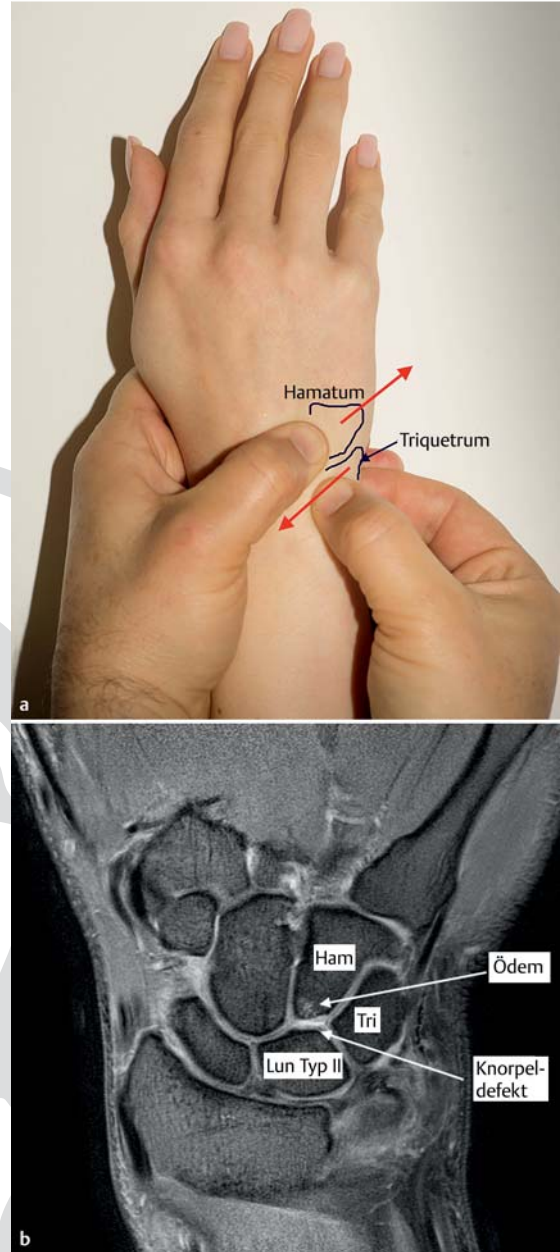 Hamatum
Triquetrum
a
Ham
Ödem
Tri
Lun Typ II
Knorpel-
defekt
b